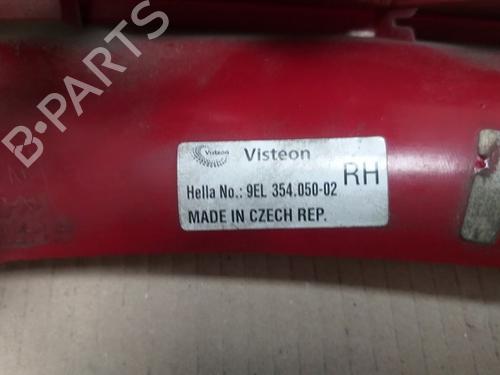 B-PARTS
Visteon
Visteon
RH
Hella No.: 9EL 354.050-02
MADE IN CZECH REP.